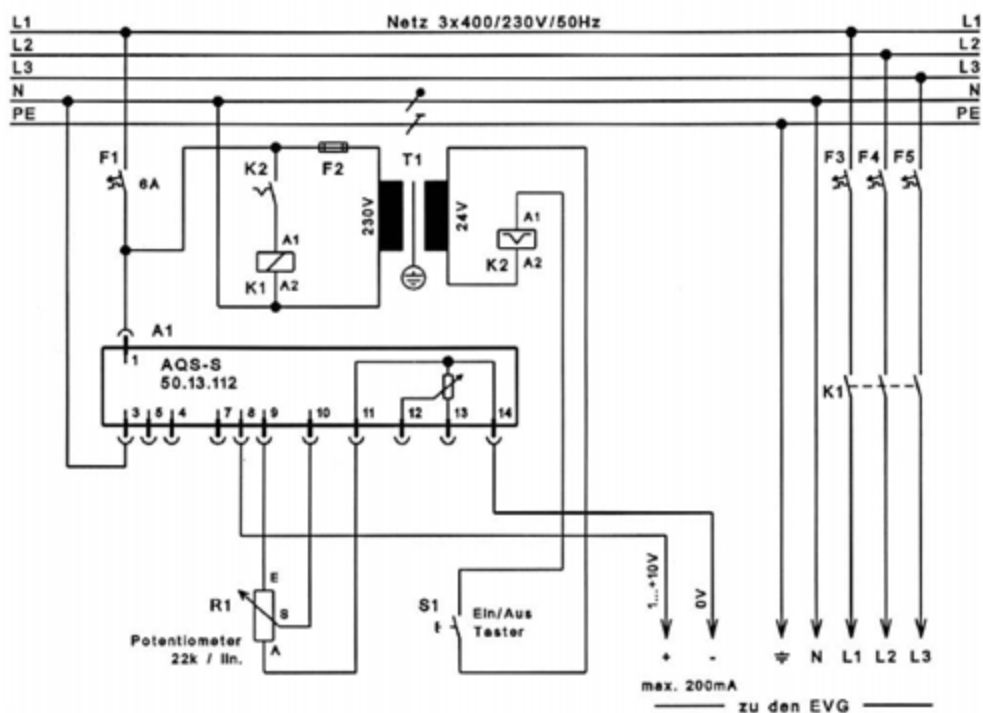 L1 Netz 3x400/230V/50Hz L1
L2 L2
L3 L3
N N
PE PE
F1 K2 F2 T1 F3 F4 F5
6A
230V 24V
A1
K2 A2
A1
K1 A2
A1
1
AQS-S
50.13.112
K1
3 5 4 7 8 9 10 11 12 13 14
E
R1 S
A
Potentiometer
22k / lin.
S1 Ein/Aus
Taster
1...+10V 0V
+ - N L1 L2 L3
max. 200mA
zu den EVG